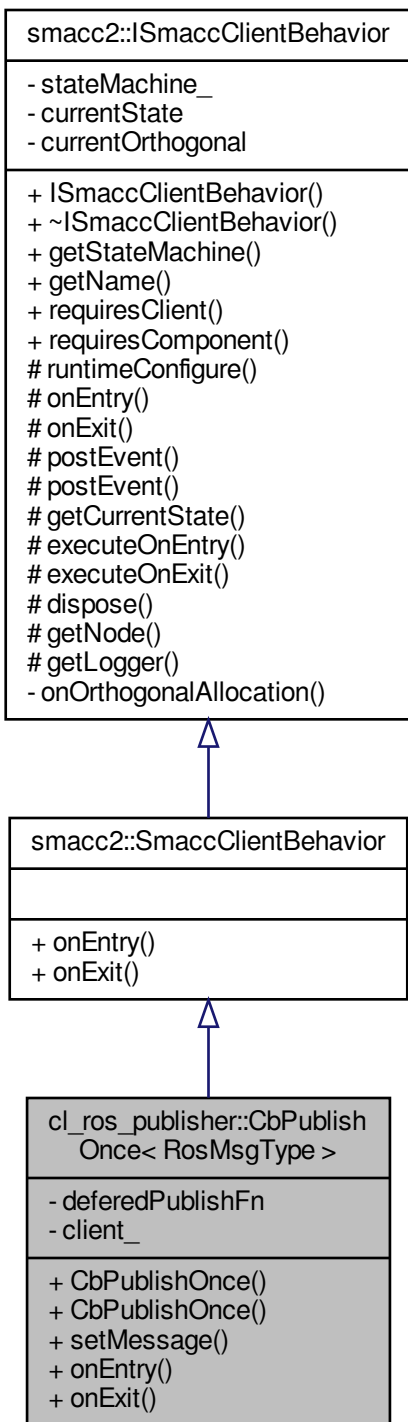 smacc2::ISmaccClientBehavior
- stateMachine_
- currentState
- currentOrthogonal
+ ISmaccClientBehavior()
+ ~ISmaccClientBehavior()
+ getStateMachine()
+ getName()
+ requiresClient()
+ requiresComponent()
# runtimeConfigure()
# onEntry()
# onExit()
# postEvent()
# postEvent()
# getCurrentState()
# executeOnEntry()
# executeOnExit()
# dispose()
# getNode()
# getLogger()
- onOrthogonalAllocation()
smacc2::SmaccClientBehavior
+ onEntry()
+ onExit()
cl_ros_publisher::CbPublish
Once< RosMsgType >
- deferedPublishFn
- client_
+ CbPublishOnce()
+ CbPublishOnce()
+ setMessage()
+ onEntry()
+ onExit()